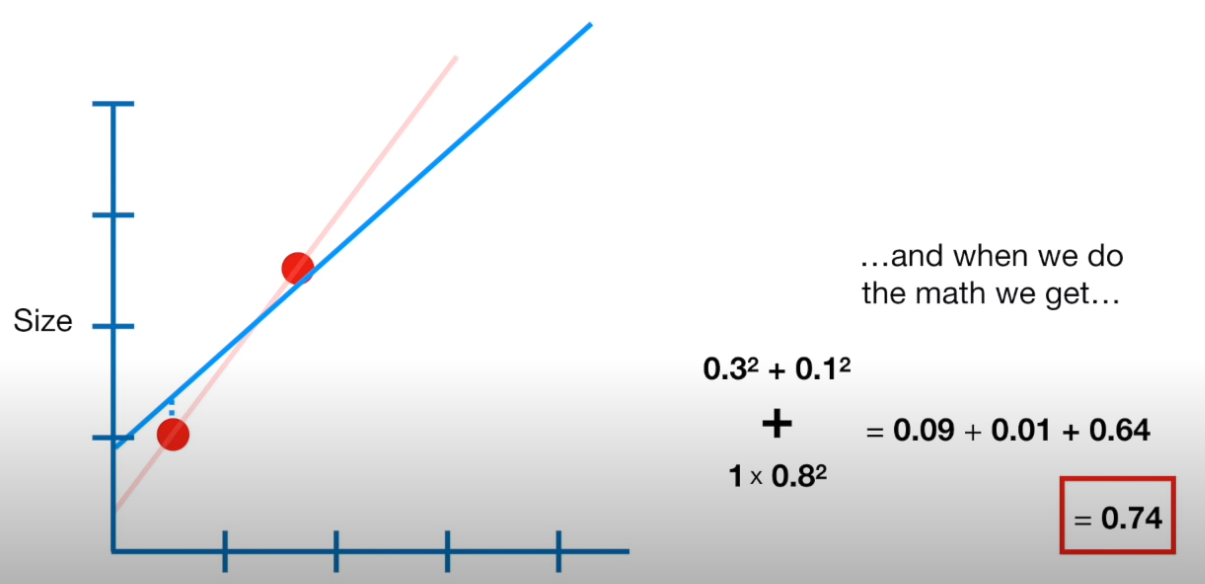 Size
…and when we do
the math we get…
0.3² + 0.1²
+
1 x 0.8²
= 0.09 + 0.01 + 0.64
= 0.74